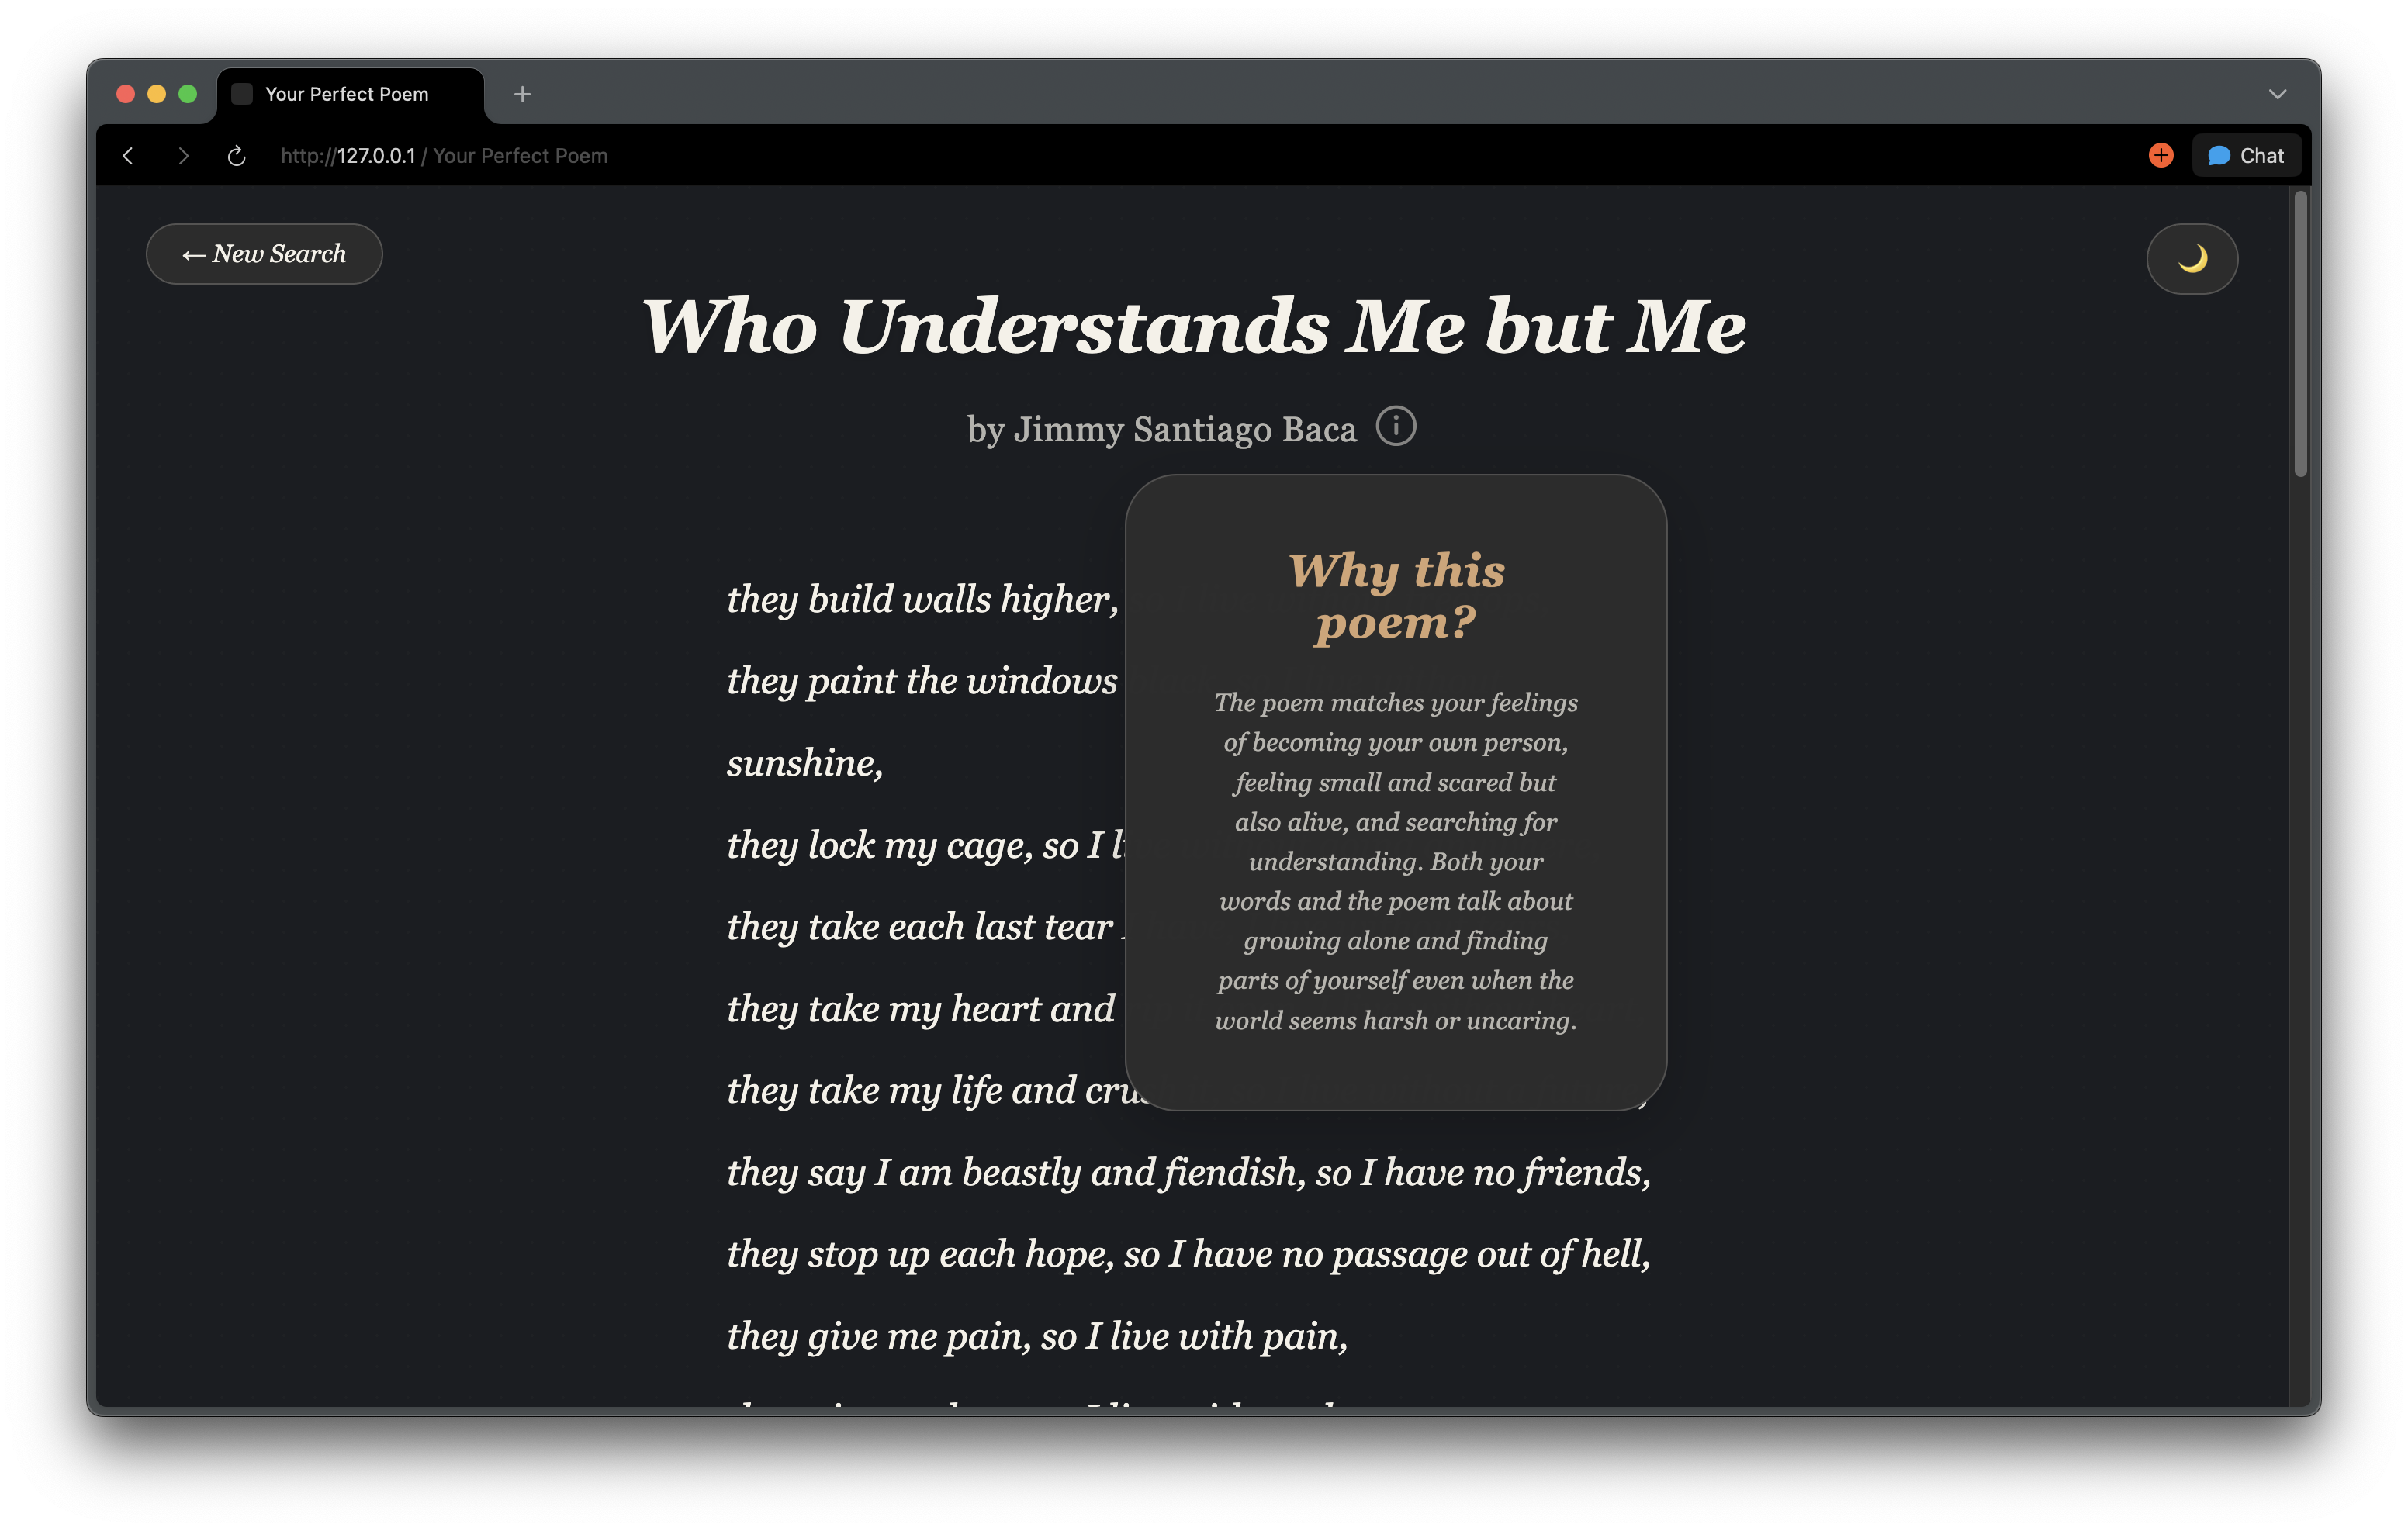 Your Perfect Poem
http://127.0.0.1 / Your Perfect Poem
Chat
← New Search
Who Understands Me but Me
by Jimmy Santiago Baca
they build walls higher,
they paint the windows
sunshine,
they lock my cage, so I
they take each last tear
they take my heart and
they take my life and
they say I am beastly and fiendish, so I have no friends,
they stop up each hope, so I have no passage out of hell,
they give me pain, so I live with pain,
Why this
poem?
The poem matches your feelings
of becoming your own person,
feeling small and scared but
also alive, and searching for
understanding. Both your
words and the poem talk about
growing alone and finding
parts of yourself even when the
world seems harsh or uncaring.